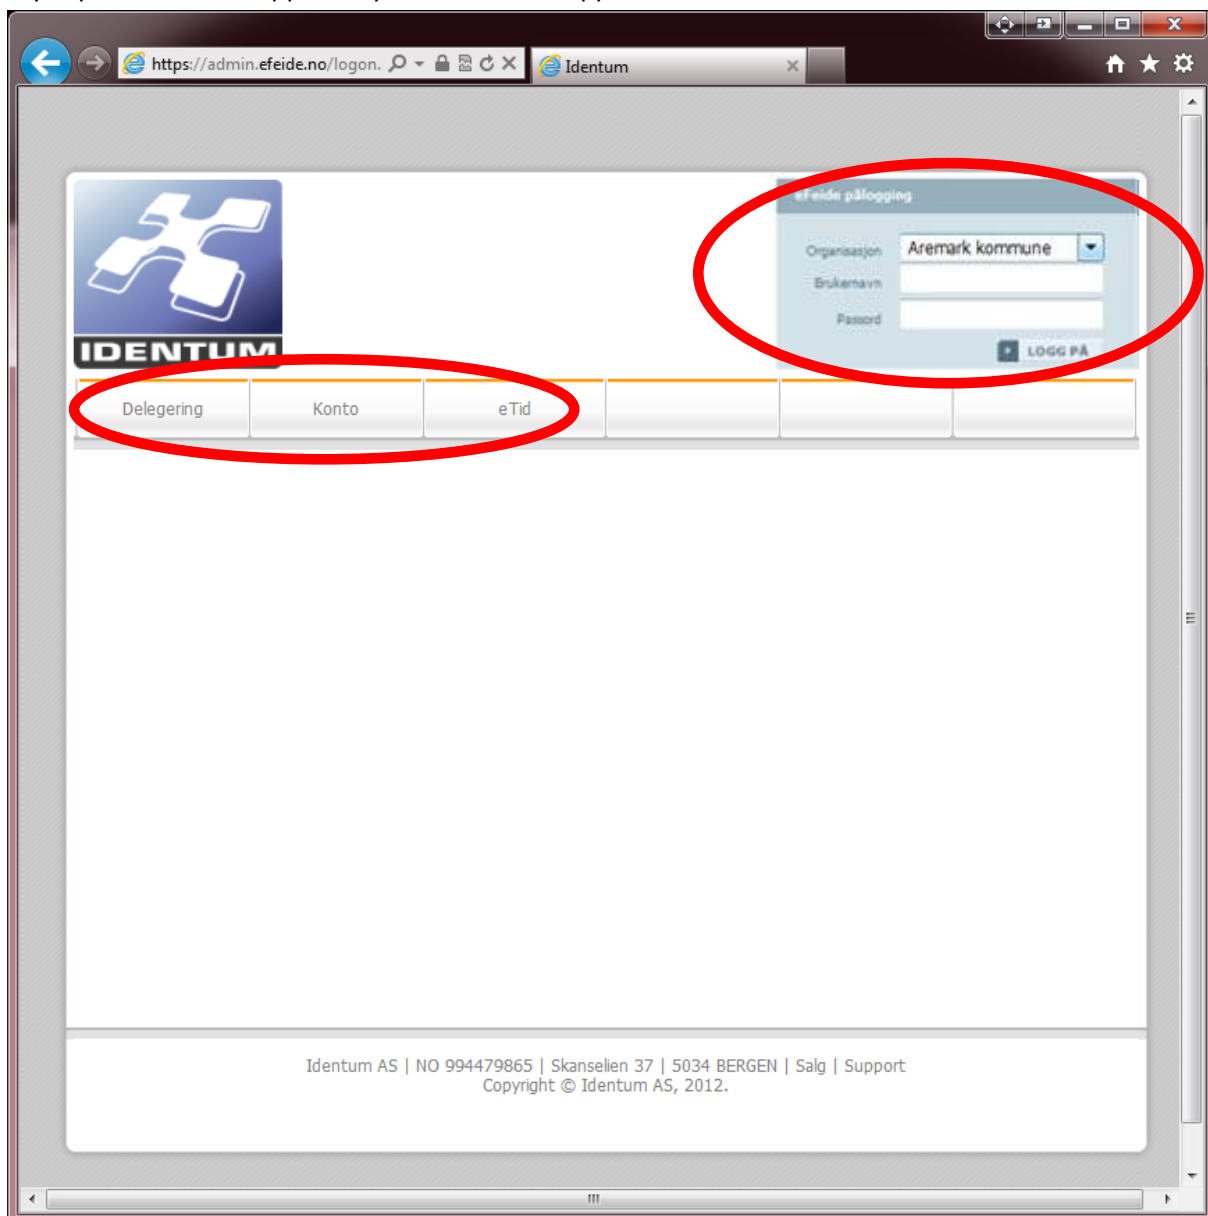 https://admin.efeide.no/logon.
Identum
eFeide pålogging
Organisasjon Aremark kommune
Brukernavn
Passord
LOGG PÅ
IDENTUM
Delegering Konto eTid
Identum AS | NO 994479865 | Skanselien 37 | 5034 BERGEN | Salg | Support
Copyright © Identum AS, 2012.